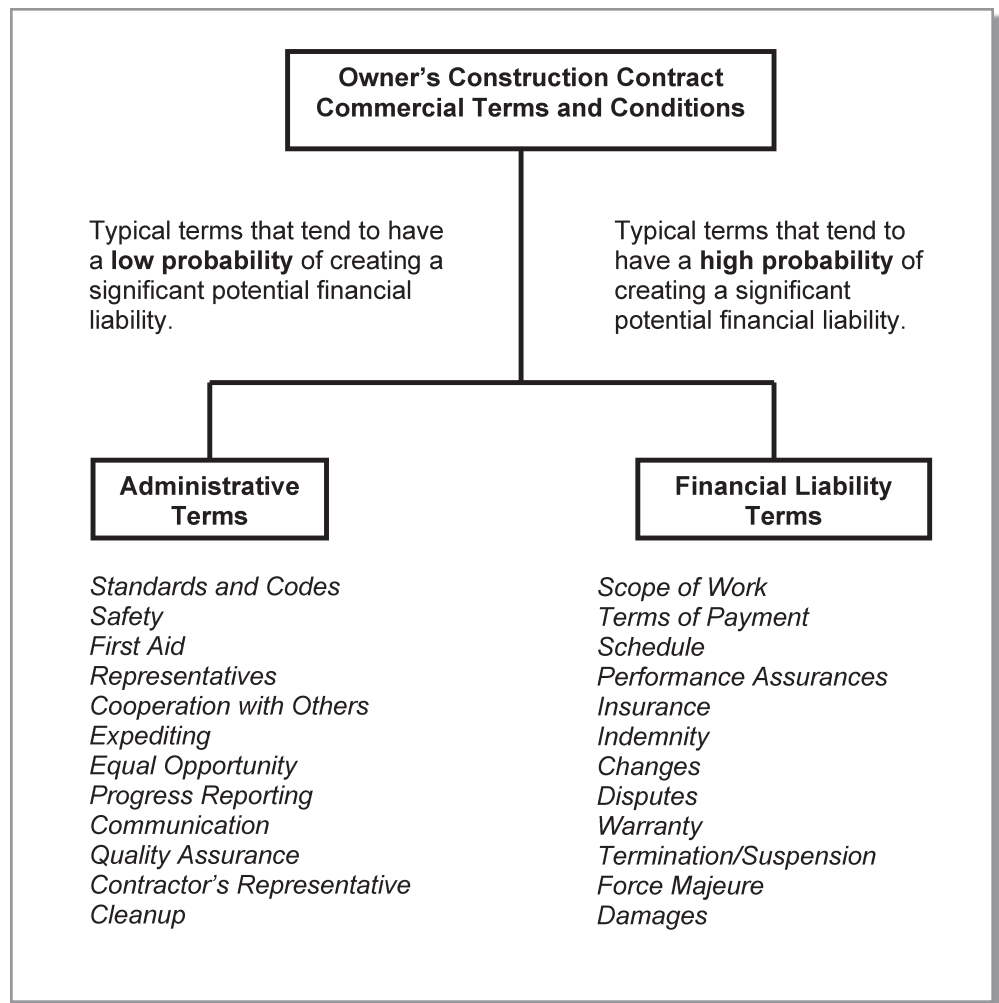 Owner’s Construction Contract
Commercial Terms and Conditions
Typical terms that tend to have
a low probability of creating a
significant potential financial
liability.
Typical terms that tend to
have a high probability of
creating a significant
potential financial liability.
Administrative
Terms
Standards and Codes
Safety
First Aid
Representatives
Cooperation with Others
Expediting
Equal Opportunity
Progress Reporting
Communication
Quality Assurance
Contractor’s Representative
Cleanup
Financial Liability
Terms
Scope of Work
Terms of Payment
Schedule
Performance Assurances
Insurance
Indemnity
Changes
Disputes
Warranty
Termination/Suspension
Force Majeure
Damages